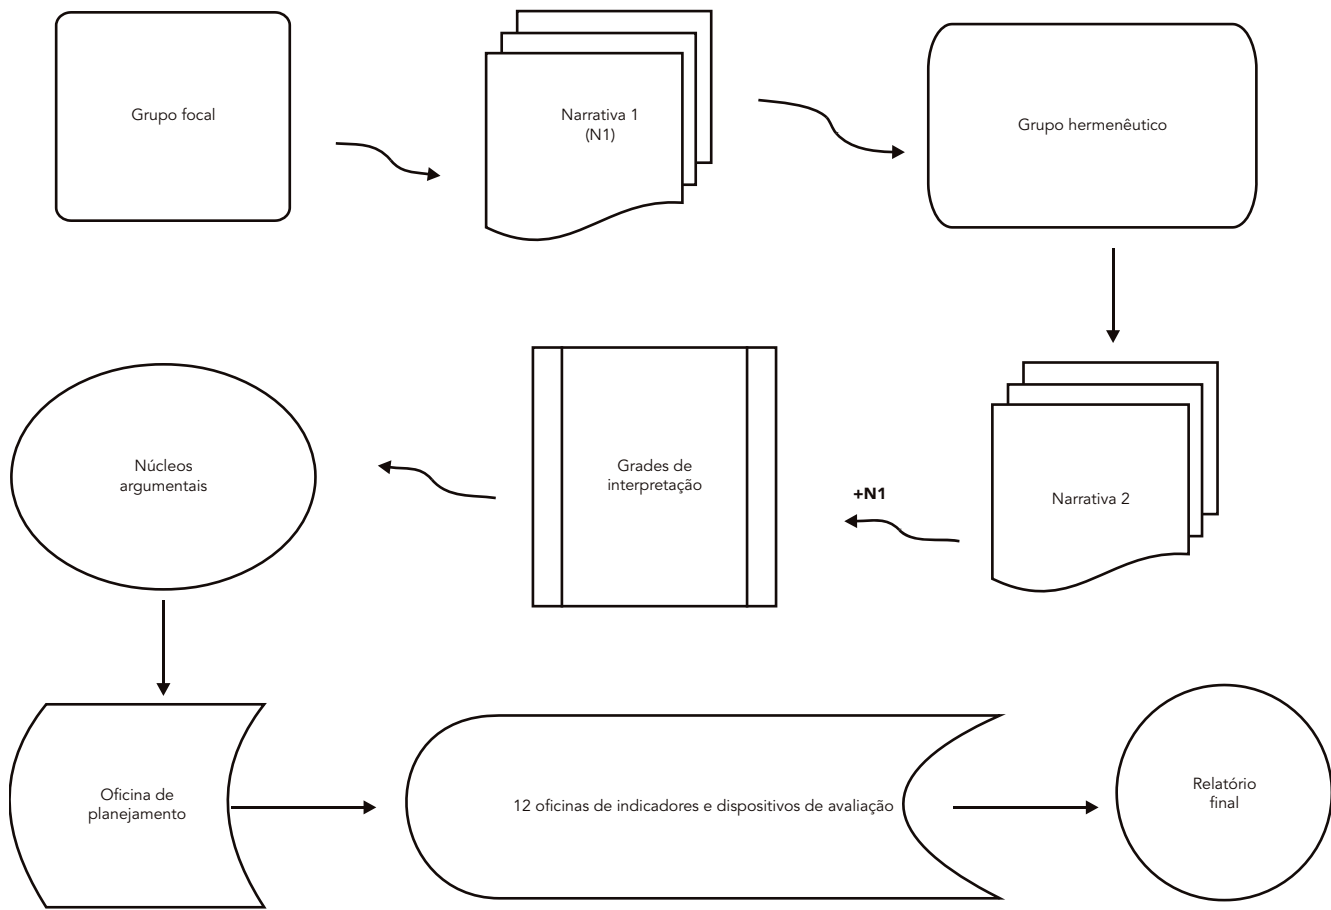 Grupo focal
Narrativa 1
(N1)
Grupo hermenêutico
Núcleos
argumentais
Grades de
interpretação
+N1
Narrativa 2
Oficina de
planejamento
12 oficinas de indicadores e dispositivos de avaliação
Relatório
final